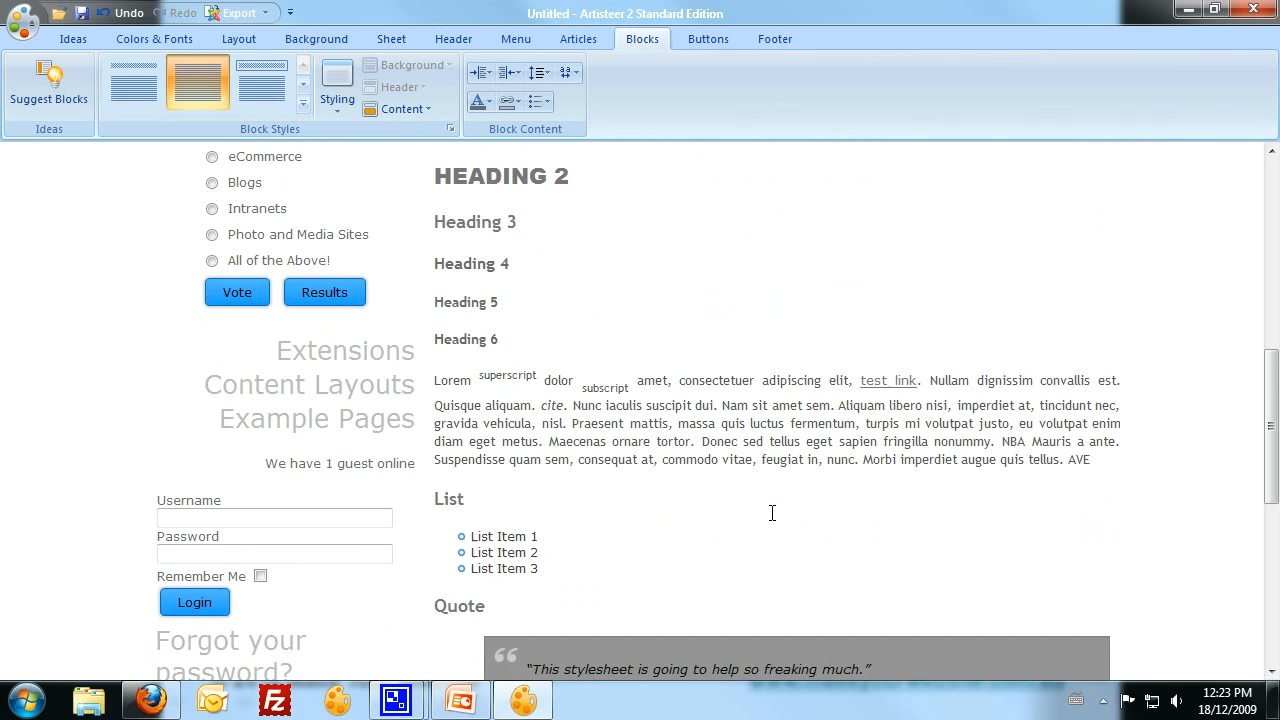 Undo Redo Export Untitled - Artisteer 2 Standard Edition
Ideas Colors & Fonts Layout Background Sheet Header Menu Articles Blocks Buttons Footer
Suggest Blocks
Ideas
Styling
Background
Header
Content
Block Styles
Block Content
eCommerce
Blogs
Intranets
Photo and Media Sites
All of the Above!
Vote Results
Extensions
Content Layouts
Example Pages
We have 1 guest online
Username
Password
Remember Me
Login
Forgot your
password?
HEADING 2
Heading 3
Heading 4
Heading 5
Heading 6
Lorem superscript dolor subscript amet, consectetuer adipiscing elit, test link. Nullam dignissim convallis est.
Quisque aliquam. cite. Nunc iaculis suscipit dui. Nam sit amet sem. Aliquam libero nisi, imperdiet at, tincidunt nec,
gravida vehicula, nisl. Praesent mattis, massa quis luctus fermentum, turpis mi volutpat justo, eu volutpat enim
diam eget metus. Maecenas ornare tortor. Donec sed tellus eget sapien fringilla nonummy. NBA Mauris a ante.
Suspendisse quam sem, consequat at, commodo vitae, feugiat in, nunc. Morbi imperdiet augue quis tellus. AVE
List
List Item 1
List Item 2
List Item 3
Quote
“This stylesheet is going to help so freaking much.”
12:23 PM
18/12/2009